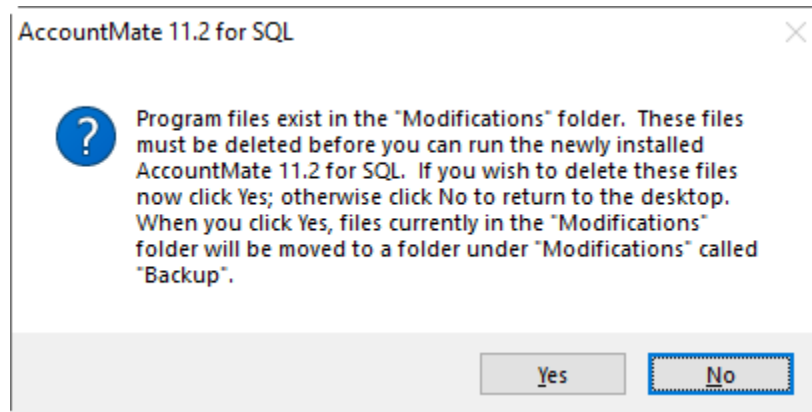 AccountMate 11.2 for SQL
Program files exist in the "Modifications" folder.  These files
must be deleted before you can run the newly installed
AccountMate 11.2 for SQL.  If you wish to delete these files
now click Yes; otherwise click No to return to the desktop.
When you click Yes, files currently in the "Modifications"
folder will be moved to a folder under "Modifications" called
"Backup".
Yes No